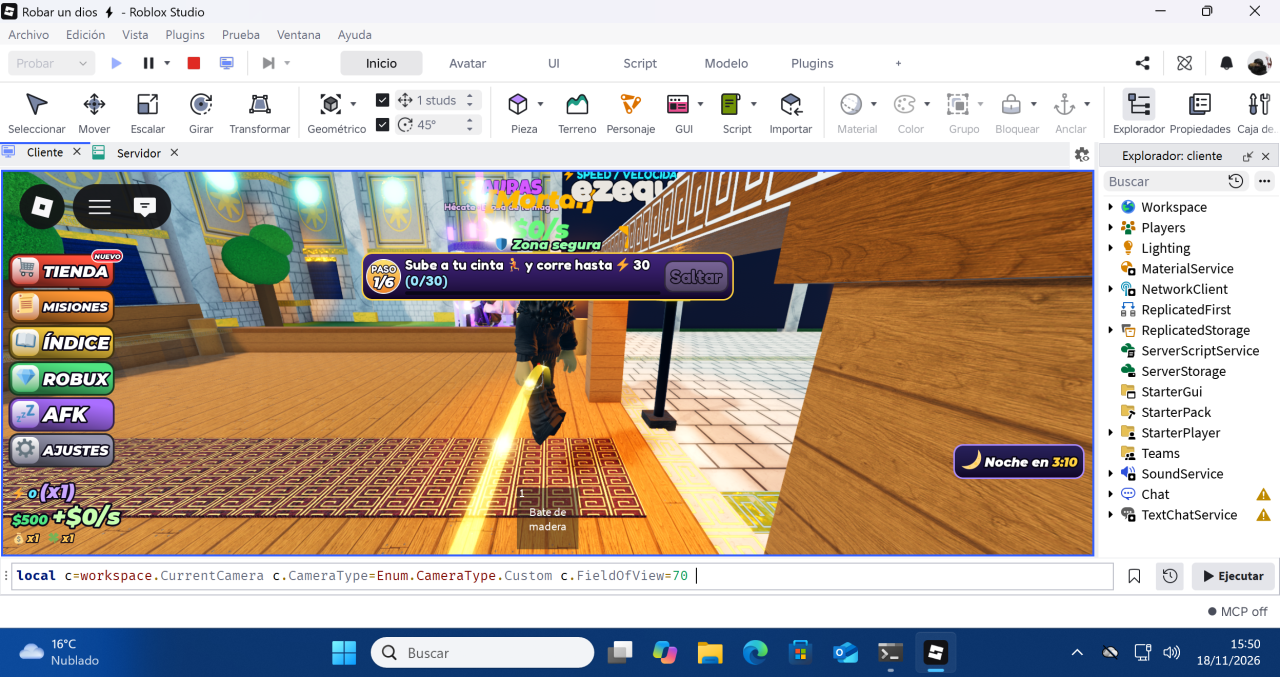 Robar un dios ⚡ - Roblox Studio
Archivo Edición Vista Plugins Prueba Ventana Ayuda
Probar Inicio Avatar UI Script Modelo Plugins +
1 studs
45°
Seleccionar Mover Escalar Girar Transformar Geométrico Pieza Terreno Personaje GUI Script Importar Material Color Grupo Bloquear Anclar Explorador Propiedades Caja de
Cliente Servidor
Explorador: cliente
Buscar
Workspace
Players
Lighting
MaterialService
NetworkClient
ReplicatedFirst
ReplicatedStorage
ServerScriptService
ServerStorage
StarterGui
StarterPack
StarterPlayer
Teams
SoundService
Chat
TextChatService
⚡ SPEED / VELOCIDA
AURAS
ezequ
[Mortal]
$0/s
Zona segura
PASO 1/6
Sube a tu cinta 🏃 y corre hasta ⚡ 30
(0/30)
Saltar
NUEVO
TIENDA
MISIONES
ÍNDICE
ROBUX
AFK
AJUSTES
⚡ 0 (x1)
$500 +$0/s
x1 x1
1
Bate de
madera
Noche en 3:10
local c=workspace.CurrentCamera c.CameraType=Enum.CameraType.Custom c.FieldOfView=70
Ejecutar
MCP off
16°C
Nublado
Buscar
15:50
18/11/2026